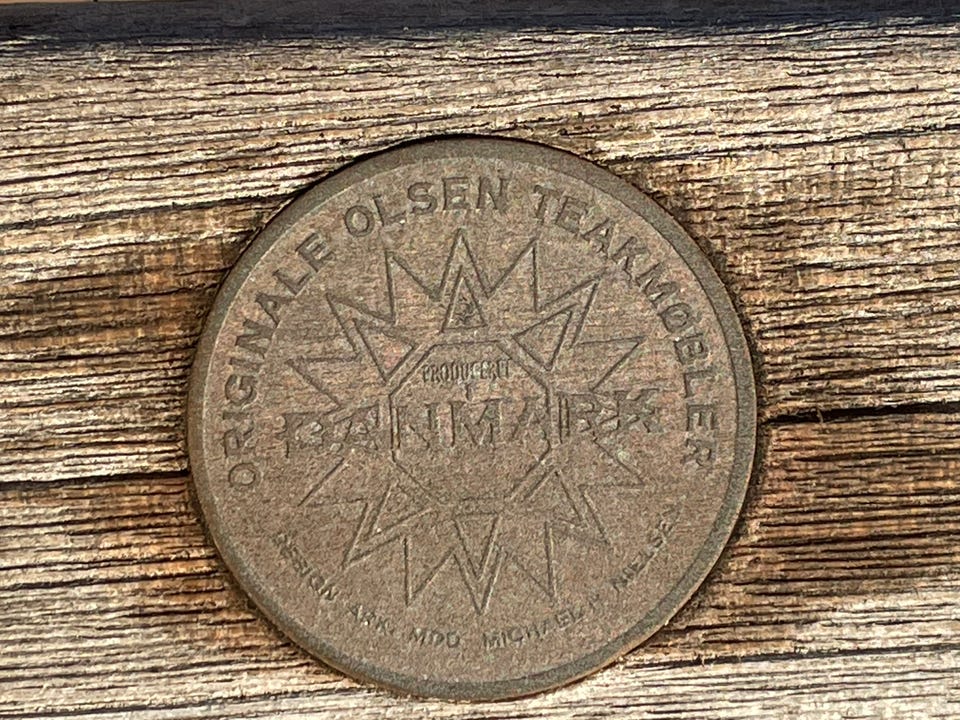 ORIGINALE OLSEN TEAKMØBLER
PRODUCERET
I
DANMARK
DESIGN ARK. MDD. MICHAEL NIELSEN